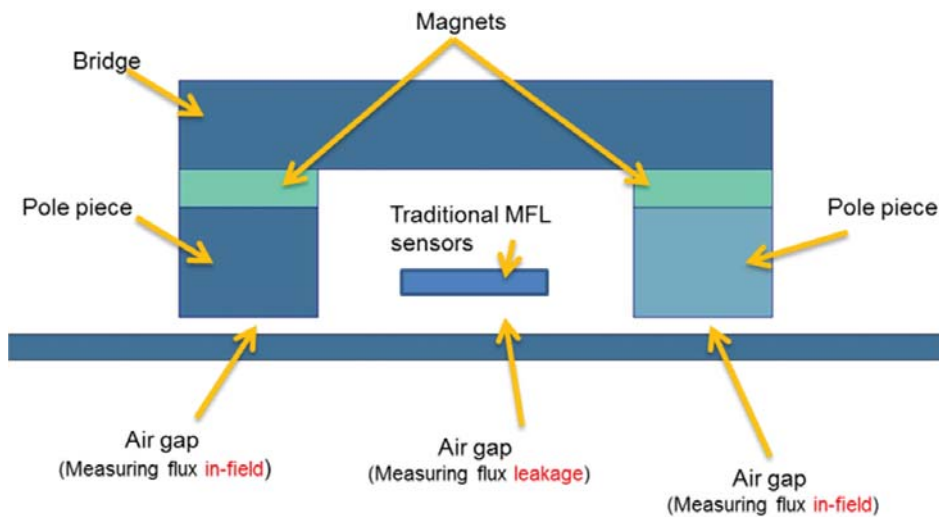 Magnets
Bridge
Pole piece
Traditional MFL
sensors
Pole piece
Air gap
(Measuring flux in-field)
Air gap
(Measuring flux leakage)
Air gap
(Measuring flux in-field)